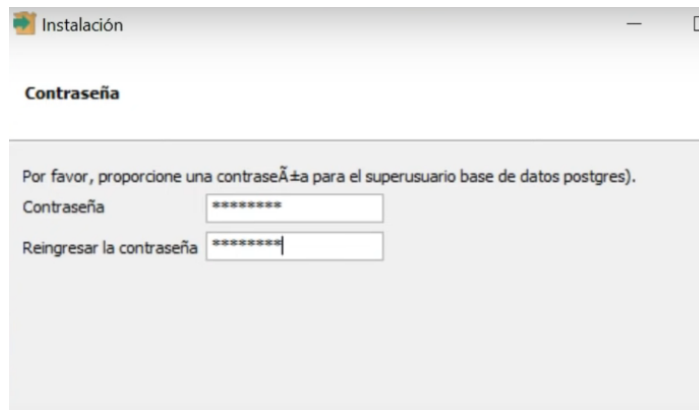 Instalación
Contraseña
Por favor, proporcione una contraseÃ±a para el superusuario base de datos postgres).
Contraseña ********
Reingresar la contraseña ********